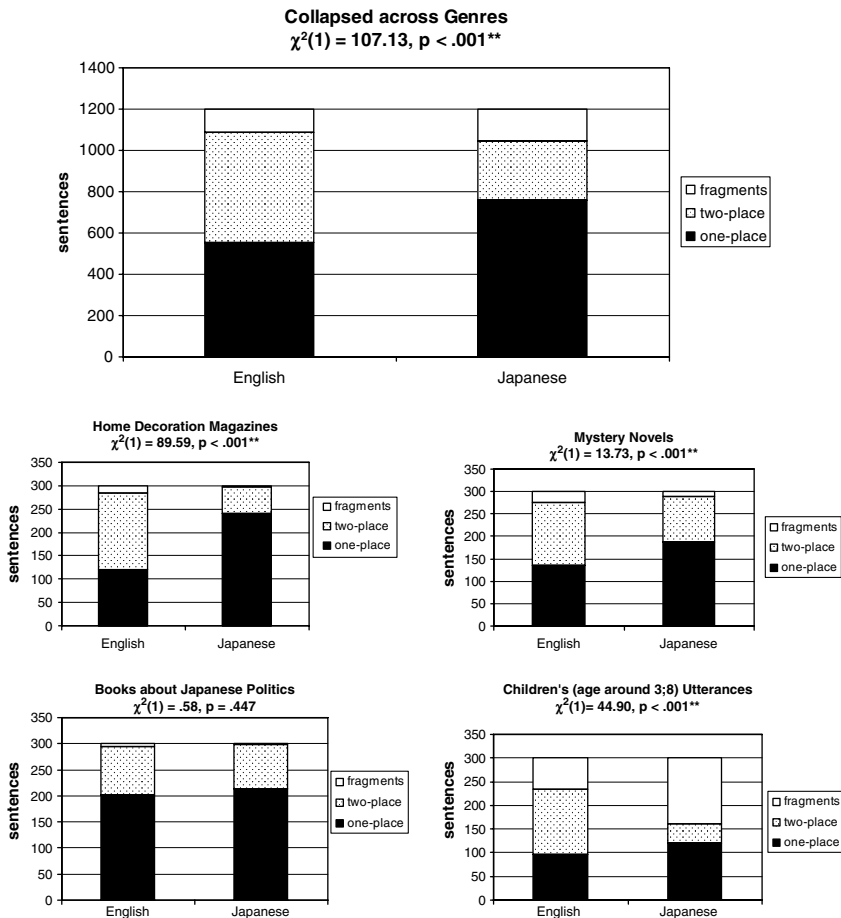 Collapsed across Genres
χ²(1) = 107.13, p < .001**
1400
1200
1000
800
600
400
200
0
sentences
English
Japanese
fragments
two-place
one-place
Home Decoration Magazines
χ²(1) = 89.59, p < .001**
350
300
250
200
150
100
50
0
sentences
English
Japanese
fragments
two-place
one-place
Mystery Novels
χ²(1) = 13.73, p < .001**
350
300
250
200
150
100
50
0
sentences
English
Japanese
fragments
two-place
one-place
Books about Japanese Politics
χ²(1) = .58, p = .447
350
300
250
200
150
100
50
0
sentences
English
Japanese
fragments
two-place
one-place
Children's (age around 3;8) Utterances
χ²(1)= 44.90, p < .001**
350
300
250
200
150
100
50
0
sentences
English
Japanese
fragments
two-place
one-place